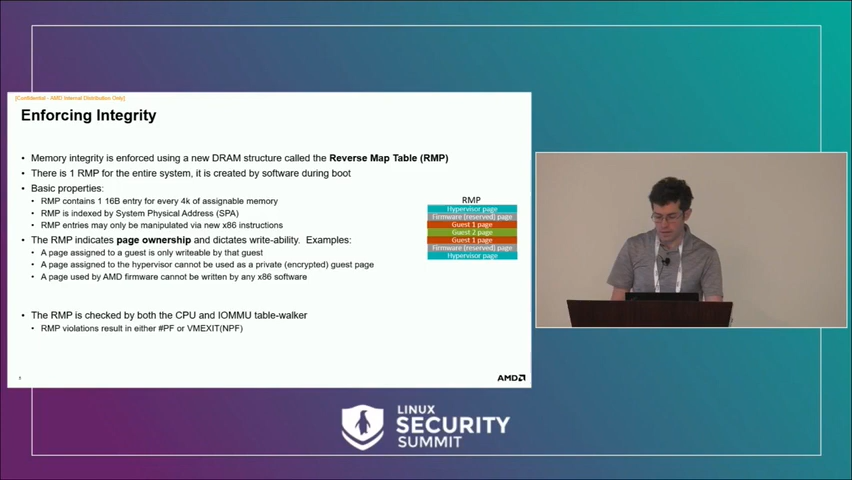 [Confidential - AMD Internal Distribution Only]
Enforcing Integrity
• Memory integrity is enforced using a new DRAM structure called the Reverse Map Table (RMP)
• There is 1 RMP for the entire system, it is created by software during boot
• Basic properties:
• RMP contains 1 16B entry for every 4k of assignable memory
• RMP is indexed by System Physical Address (SPA)
• RMP entries may only be manipulated via new x86 instructions
• The RMP indicates page ownership and dictates write-ability. Examples:
• A page assigned to a guest is only writeable by that guest
• A page assigned to the hypervisor cannot be used as a private (encrypted) guest page
• A page used by AMD firmware cannot be written by any x86 software
• The RMP is checked by both the CPU and IOMMU table-walker
• RMP violations result in either #PF or VMEXIT(NPF)
RMP
Hypervisor page
Firmware (reserved) page
Guest 1 page
Guest 2 page
Guest 1 page
Firmware (reserved) page
Hypervisor page
AMD
LINUX
SECURITY
SUMMIT